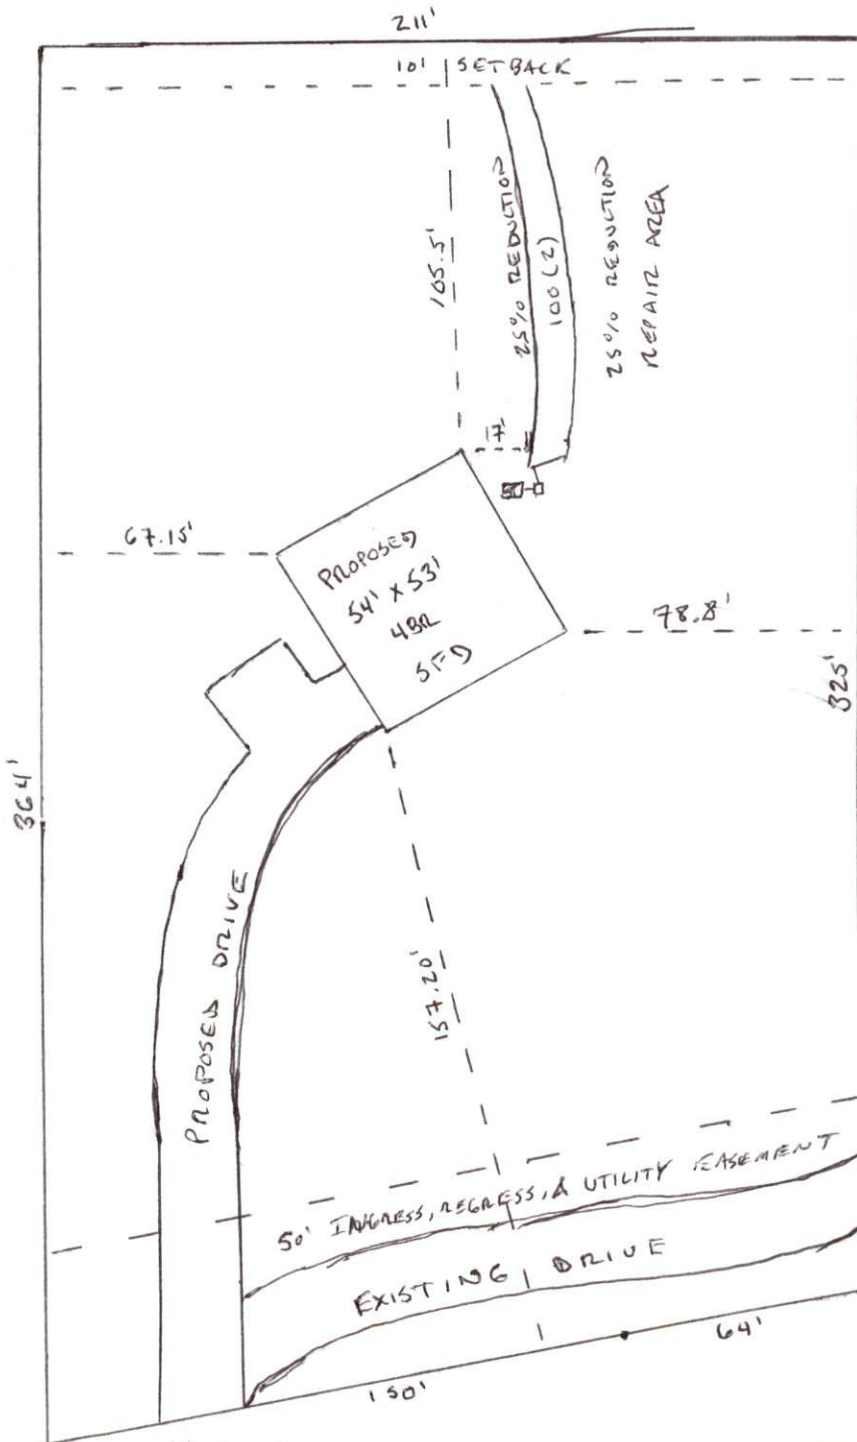 211'
10' SETBACK
105.5'
25% REDUCTION
100 (2)
25% REDUCTION
REPAIR AREA
17'
67.15'
PROPOSED
54' X 53'
4BR
SFD
78.8'
325'
364'
PROPOSED DRIVE
157.20'
50' INGRESS, REGRESS, & UTILITY EASEMENT
EXISTING DRIVE
150'
64'